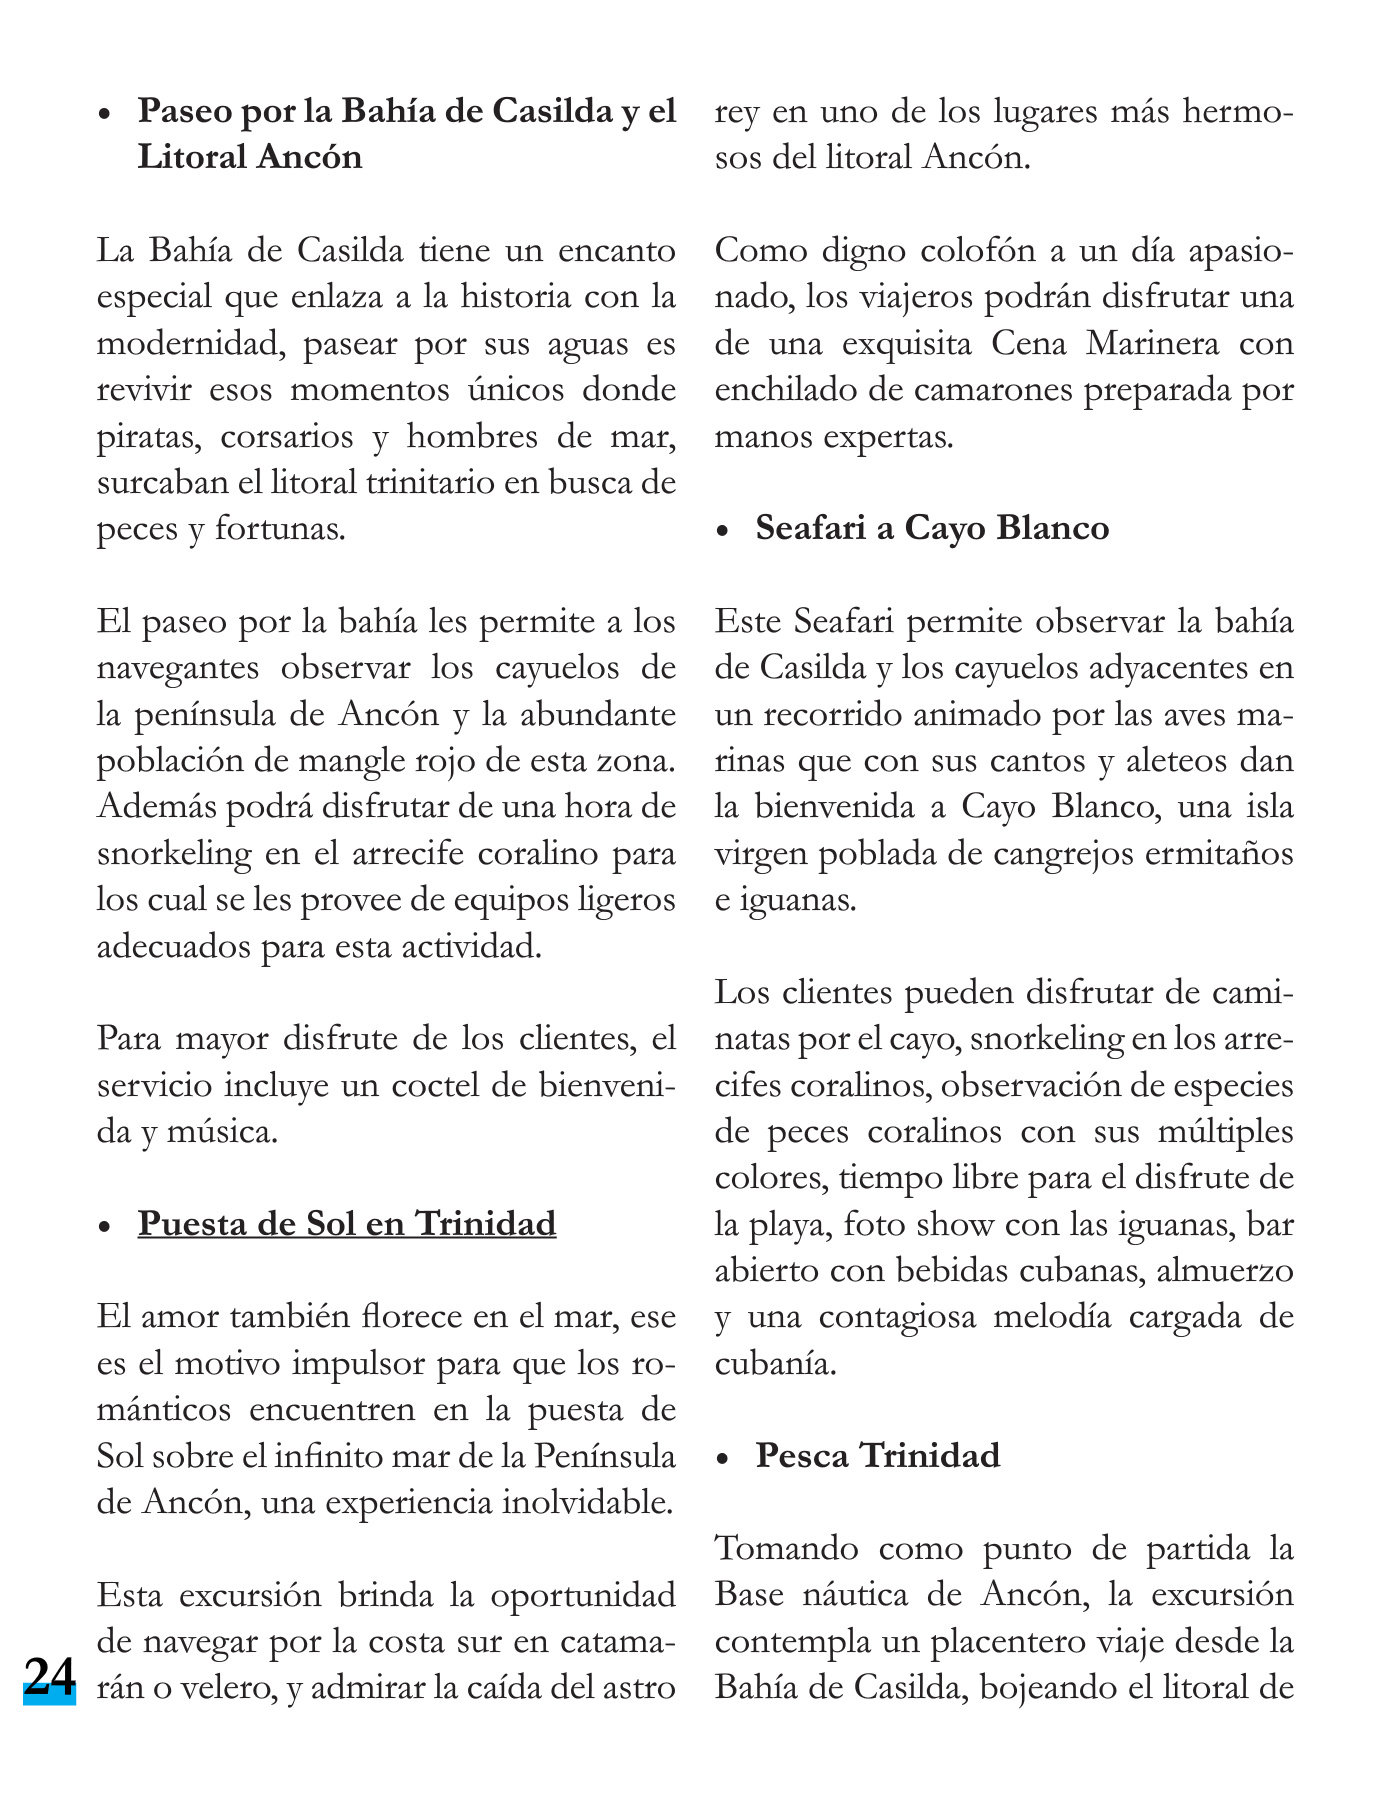 • Paseo por la Bahía de Casilda y el
Litoral Ancón
La Bahía de Casilda tiene un encanto
especial que enlaza a la historia con la
modernidad, pasear por sus aguas es
revivir esos momentos únicos donde
piratas, corsarios y hombres de mar,
surcaban el litoral trinitario en busca de
peces y fortunas.
El paseo por la bahía les permite a los
navegantes observar los cayuelos de
la península de Ancón y la abundante
población de mangle rojo de esta zona.
Además podrá disfrutar de una hora de
snorkeling en el arrecife coralino para
los cual se les provee de equipos ligeros
adecuados para esta actividad.
Para mayor disfrute de los clientes, el
servicio incluye un coctel de bienveni-
da y música.
• Puesta de Sol en Trinidad
El amor también florece en el mar, ese
es el motivo impulsor para que los ro-
mánticos encuentren en la puesta de
Sol sobre el infinito mar de la Península
de Ancón, una experiencia inolvidable.
Esta excursión brinda la oportunidad
de navegar por la costa sur en catama-
rán o velero, y admirar la caída del astro
rey en uno de los lugares más hermo-
sos del litoral Ancón.
Como digno colofón a un día apasio-
nado, los viajeros podrán disfrutar una
de una exquisita Cena Marinera con
enchilado de camarones preparada por
manos expertas.
• Seafari a Cayo Blanco
Este Seafari permite observar la bahía
de Casilda y los cayuelos adyacentes en
un recorrido animado por las aves ma-
rinas que con sus cantos y aleteos dan
la bienvenida a Cayo Blanco, una isla
virgen poblada de cangrejos ermitaños
e iguanas.
Los clientes pueden disfrutar de cami-
natas por el cayo, snorkeling en los arre-
cifes coralinos, observación de especies
de peces coralinos con sus múltiples
colores, tiempo libre para el disfrute de
la playa, foto show con las iguanas, bar
abierto con bebidas cubanas, almuerzo
y una contagiosa melodía cargada de
cubanía.
• Pesca Trinidad
Tomando como punto de partida la
Base náutica de Ancón, la excursión
contempla un placentero viaje desde la
Bahía de Casilda, bojeando el litoral de
24